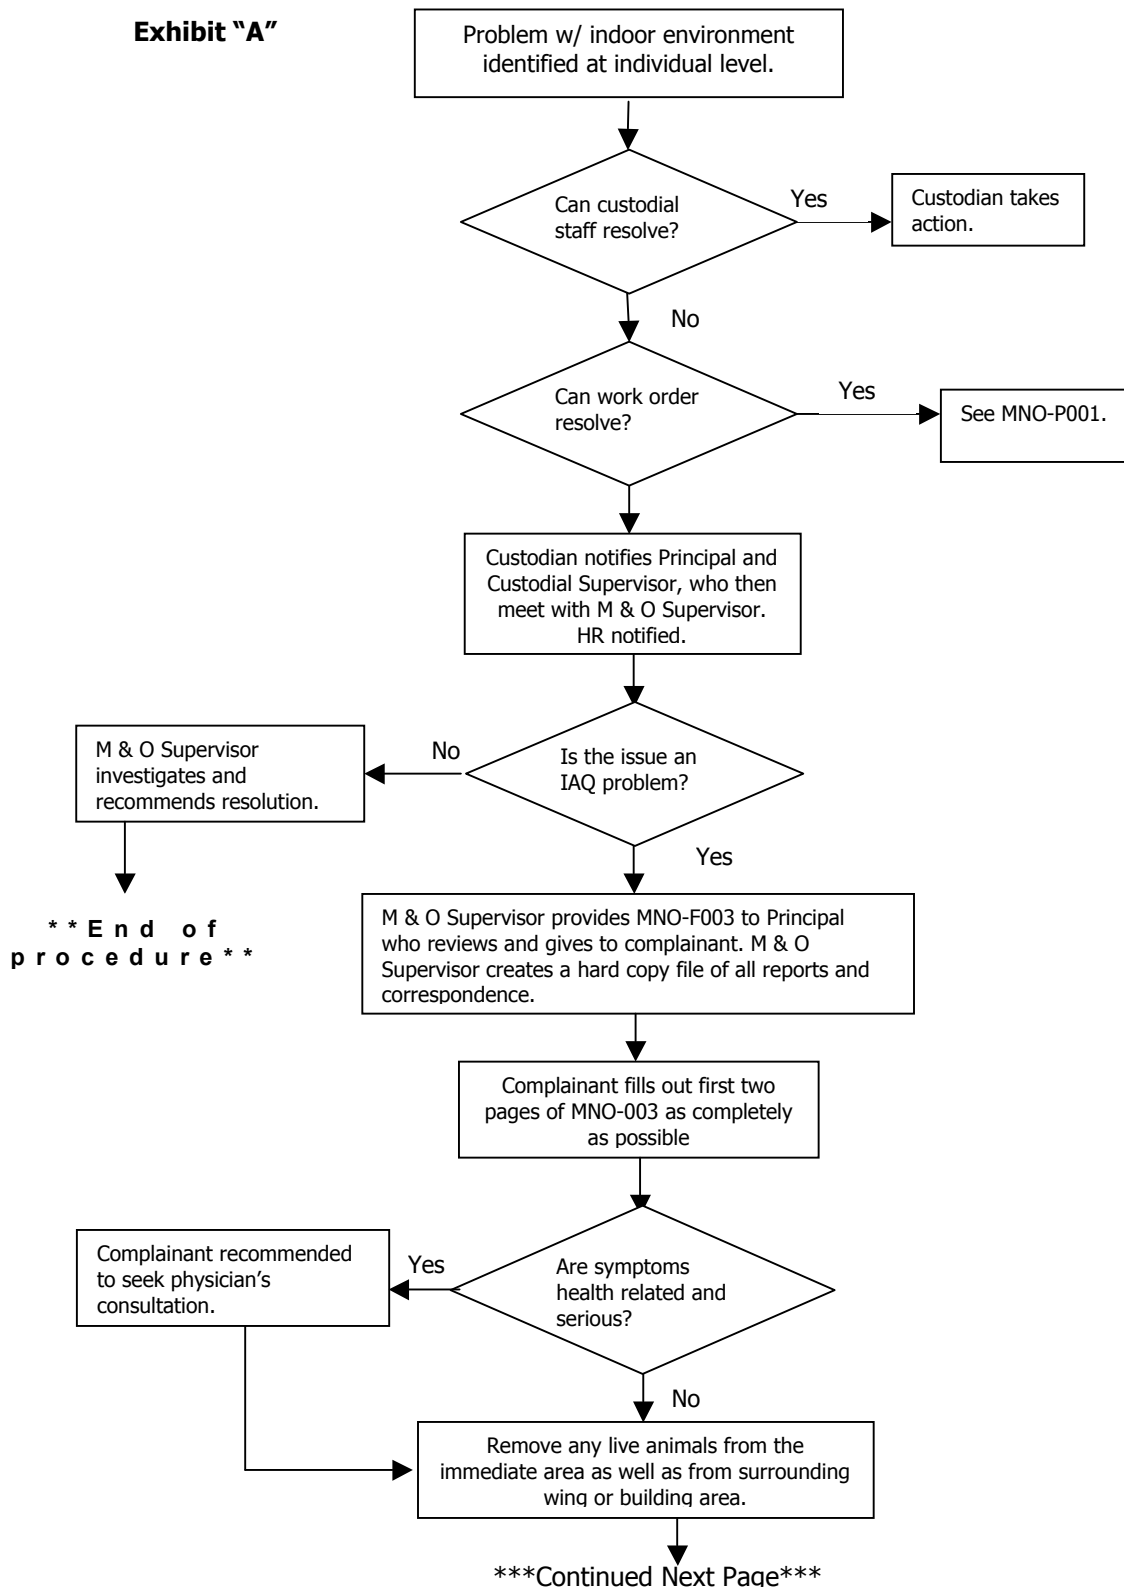 Exhibit “A”
Problem w/ indoor environment
identified at individual level.
Can custodial
staff resolve?
Yes
Custodian takes
action.
No
Can work order
resolve?
Yes
See MNO-P001.
Custodian notifies Principal and
Custodial Supervisor, who then
meet with M & O Supervisor.
HR notified.
Is the issue an
IAQ problem?
No
M & O Supervisor
investigates and
recommends resolution.
**End of
procedure**
Yes
M & O Supervisor provides MNO-F003 to Principal
who reviews and gives to complainant. M & O
Supervisor creates a hard copy file of all reports and
correspondence.
Complainant fills out first two
pages of MNO-003 as completely
as possible
Are symptoms
health related and
serious?
Yes
Complainant recommended
to seek physician’s
consultation.
No
Remove any live animals from the
immediate area as well as from surrounding
wing or building area.
***Continued Next Page***